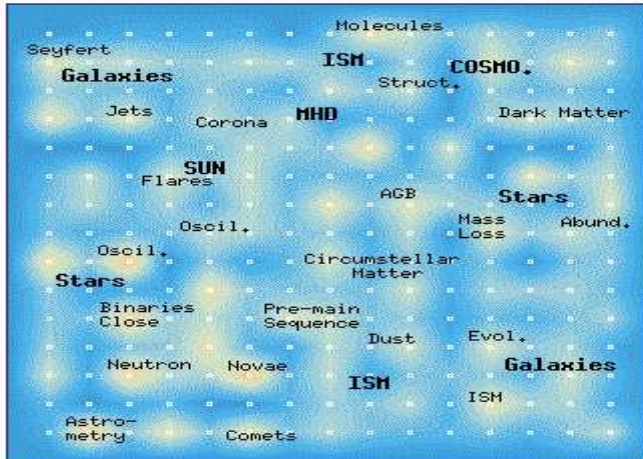 Molecules
Seyfert
ISM
COSMO.
Galaxies
Struct.
Jets
Corona
MHD
Dark Matter
SUN
Flares
AGB
Stars
Oscil.
Mass
Loss
Abund.
Oscil.
Circumstellar
Matter
Stars
Binaries
Close
Pre-main
Sequence
Dust
Evol.
Neutron
Novae
Galaxies
ISM
ISM
Astro-
metry
Comets